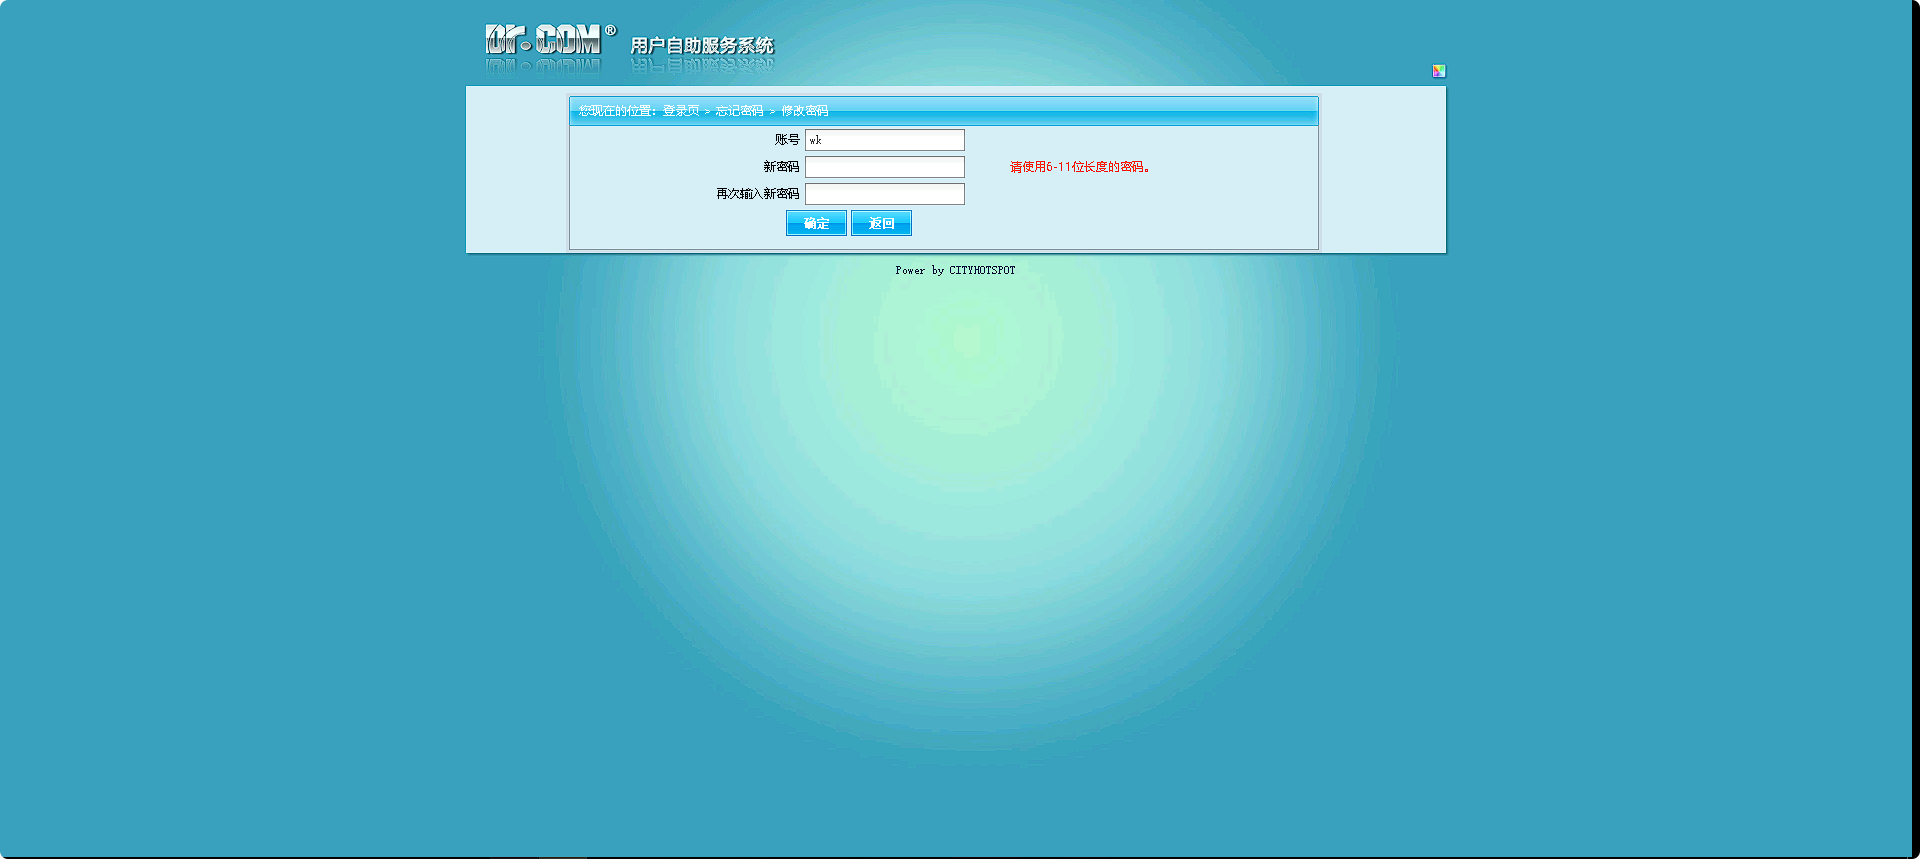 Dr.COM® 用户自助服务系统
您现在的位置：登录页 > 忘记密码 > 修改密码
账号 wk
新密码 请使用6-11位长度的密码。
再次输入新密码
确定 返回
Power by CITYHOTSPOT